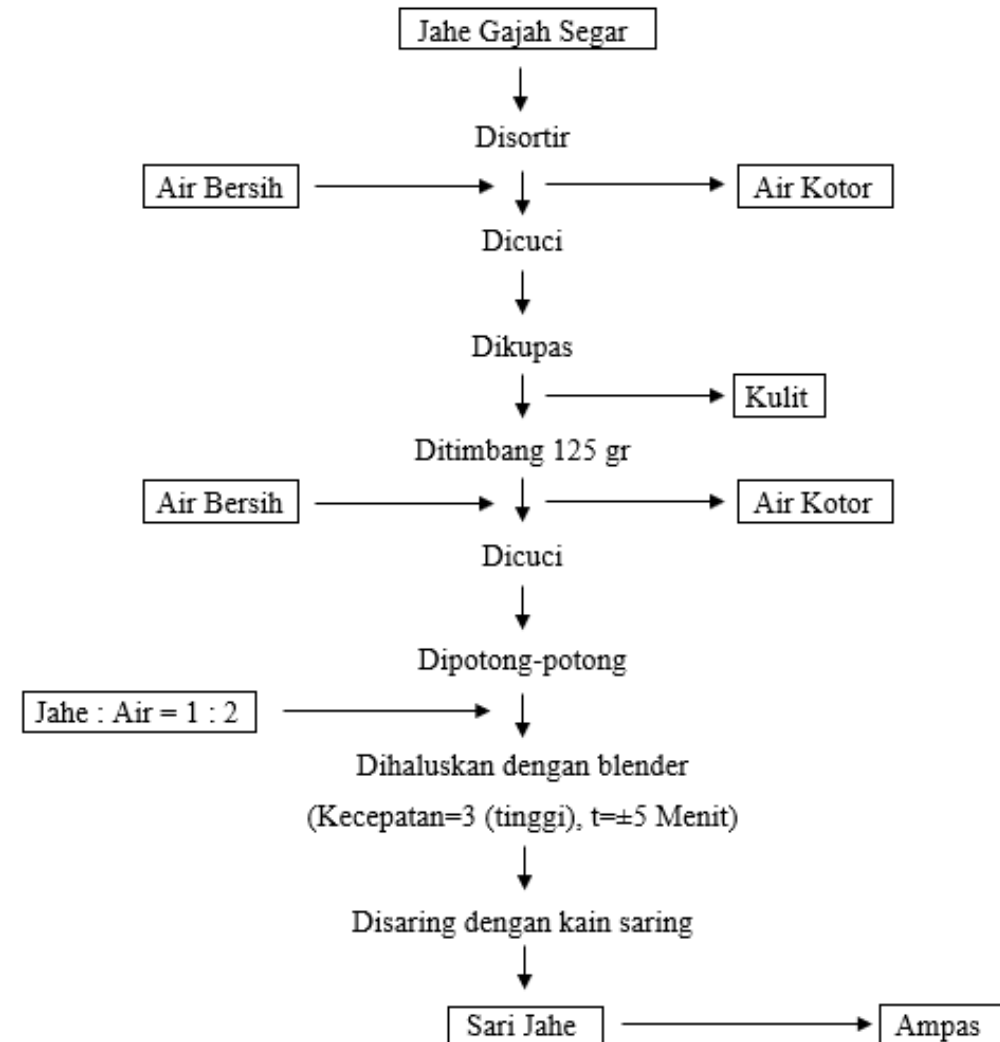 Jahe Gajah Segar
Disortir
Air Bersih
Air Kotor
Dicuci
Dikupas
Kulit
Ditimbang 125 gr
Air Bersih
Air Kotor
Dicuci
Dipotong-potong
Jahe : Air = 1 : 2
Dihaluskan dengan blender
(Kecepatan=3 (tinggi), t=±5 Menit)
Disaring dengan kain saring
Sari Jahe
Ampas